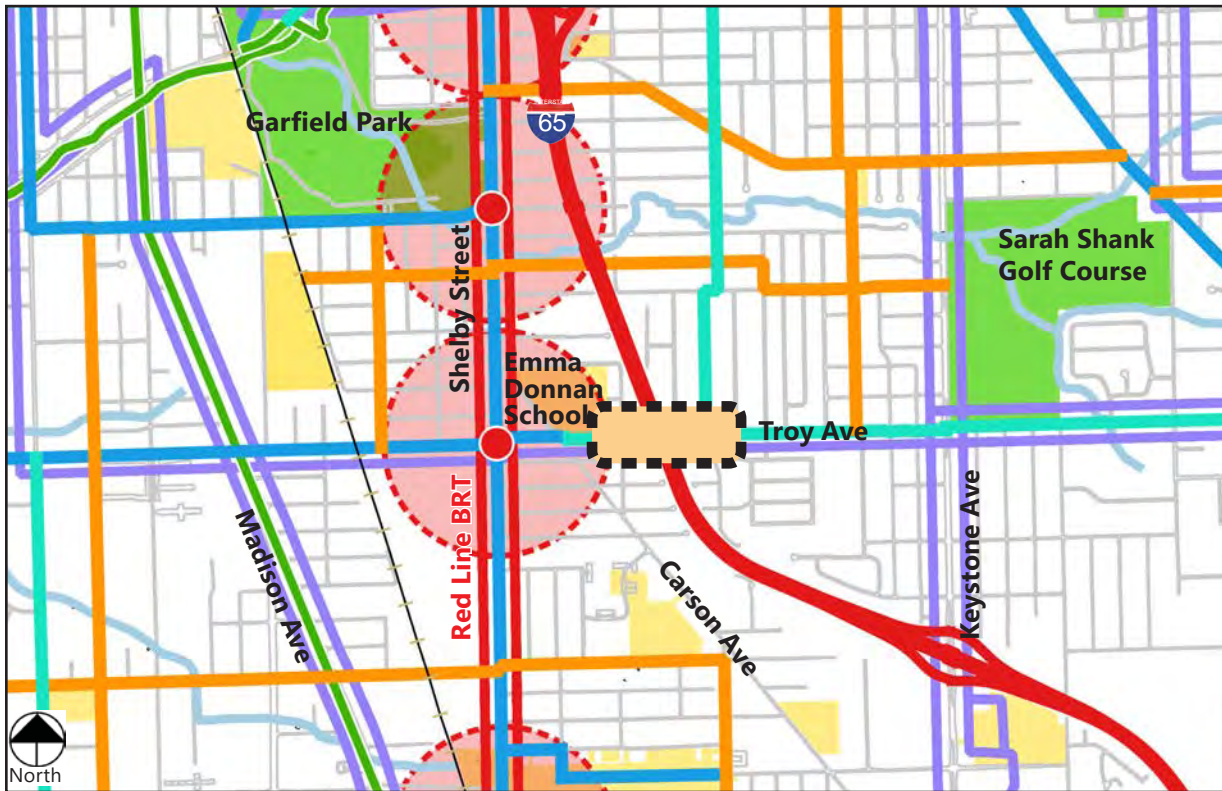 INTERSTATE
65
Garfield Park
Sarah Shank
Golf Course
Shelby Street
Emma
Donnan
School
Troy Ave
Red Line BRT
Madison Ave
Carson Ave
Keystone Ave
North